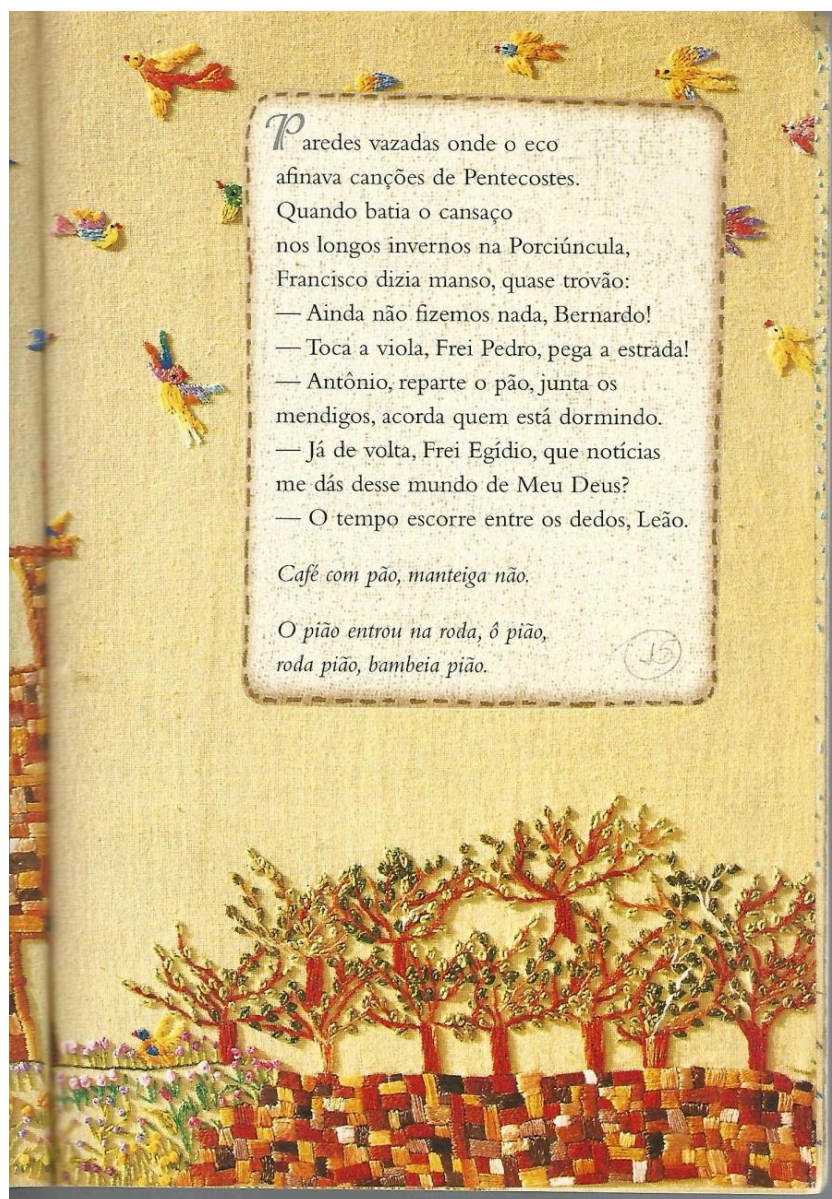 Paredes vazadas onde o eco
afinava canções de Pentecostes.
Quando batia o cansaço
nos longos invernos na Porciúncula,
Francisco dizia manso, quase trovão:
— Ainda não fizemos nada, Bernardo!
— Toca a viola, Frei Pedro, pega a estrada!
— Antônio, reparte o pão, junta os
mendigos, acorda quem está dormindo.
— Já de volta, Frei Egídio, que notícias
me dás desse mundo de Meu Deus?
— O tempo escorre entre os dedos, Leão.
Café com pão, manteiga não.
O pião entrou na roda, ô pião,
roda pião, bambeia pião.
15